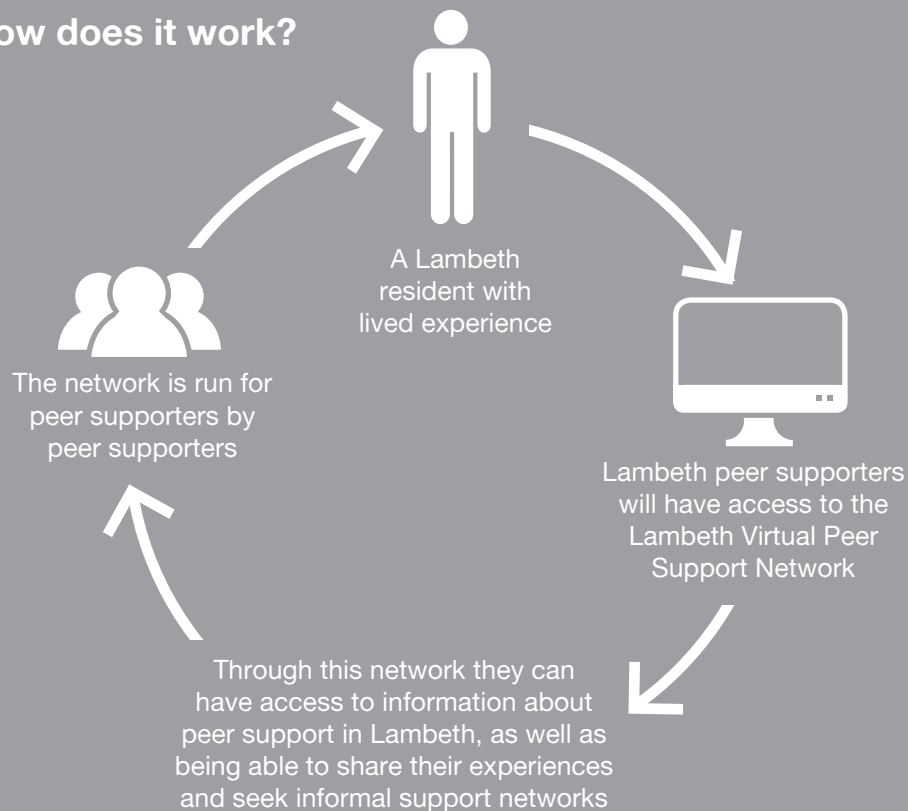 ow does it work?
A Lambeth
resident with
lived experience
Lambeth peer supporters
will have access to the
Lambeth Virtual Peer
Support Network
Through this network they can
have access to information about
peer support in Lambeth, as well as
being able to share their experiences
and seek informal support networks
The network is run for
peer supporters by
peer supporters